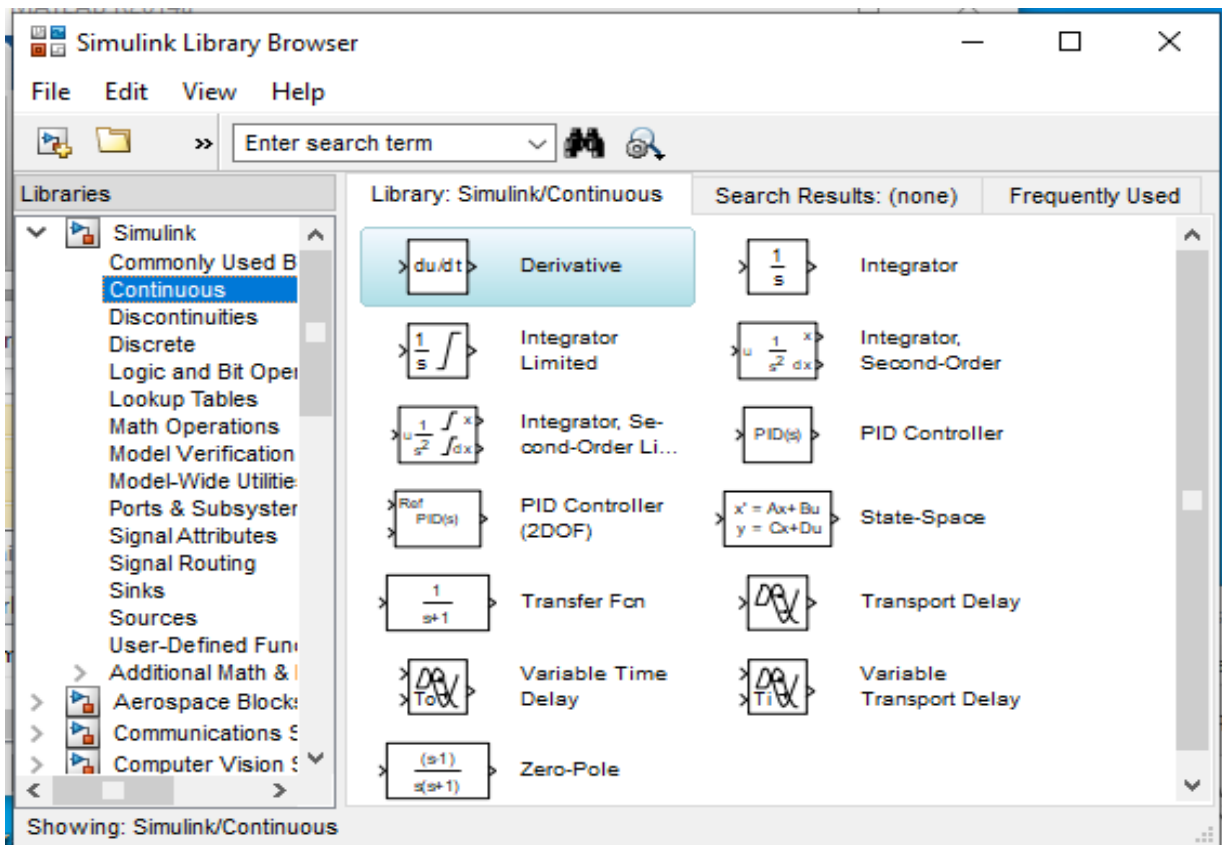 Simulink Library Browser
File Edit View Help
» Enter search term
Libraries
Library: Simulink/Continuous Search Results: (none) Frequently Used
Simulink
Commonly Used B
Continuous
Discontinuities
Discrete
Logic and Bit Oper
Lookup Tables
Math Operations
Model Verification
Model-Wide Utilitie
Ports & Subsyster
Signal Attributes
Signal Routing
Sinks
Sources
User-Defined Fun
Additional Math &
Aerospace Block
Communications S
Computer Vision S
du/dt Derivative
1
s
Integrator
1
s
Integrator
Limited
u 1 x
s² dx
Integrator,
Second-Order
u 1 x
s² dx
Integrator, Se-
cond-Order Li...
PID(s) PID Controller
Ref
PID(s)
PID Controller
(2DOF)
x' = Ax+Bu
y = Cx+Du
State-Space
1
s+1
Transfer Fcn
Transport Delay
To
Variable Time
Delay
Ti
Variable
Transport Delay
(s-1)
s(s+1)
Zero-Pole
Showing: Simulink/Continuous